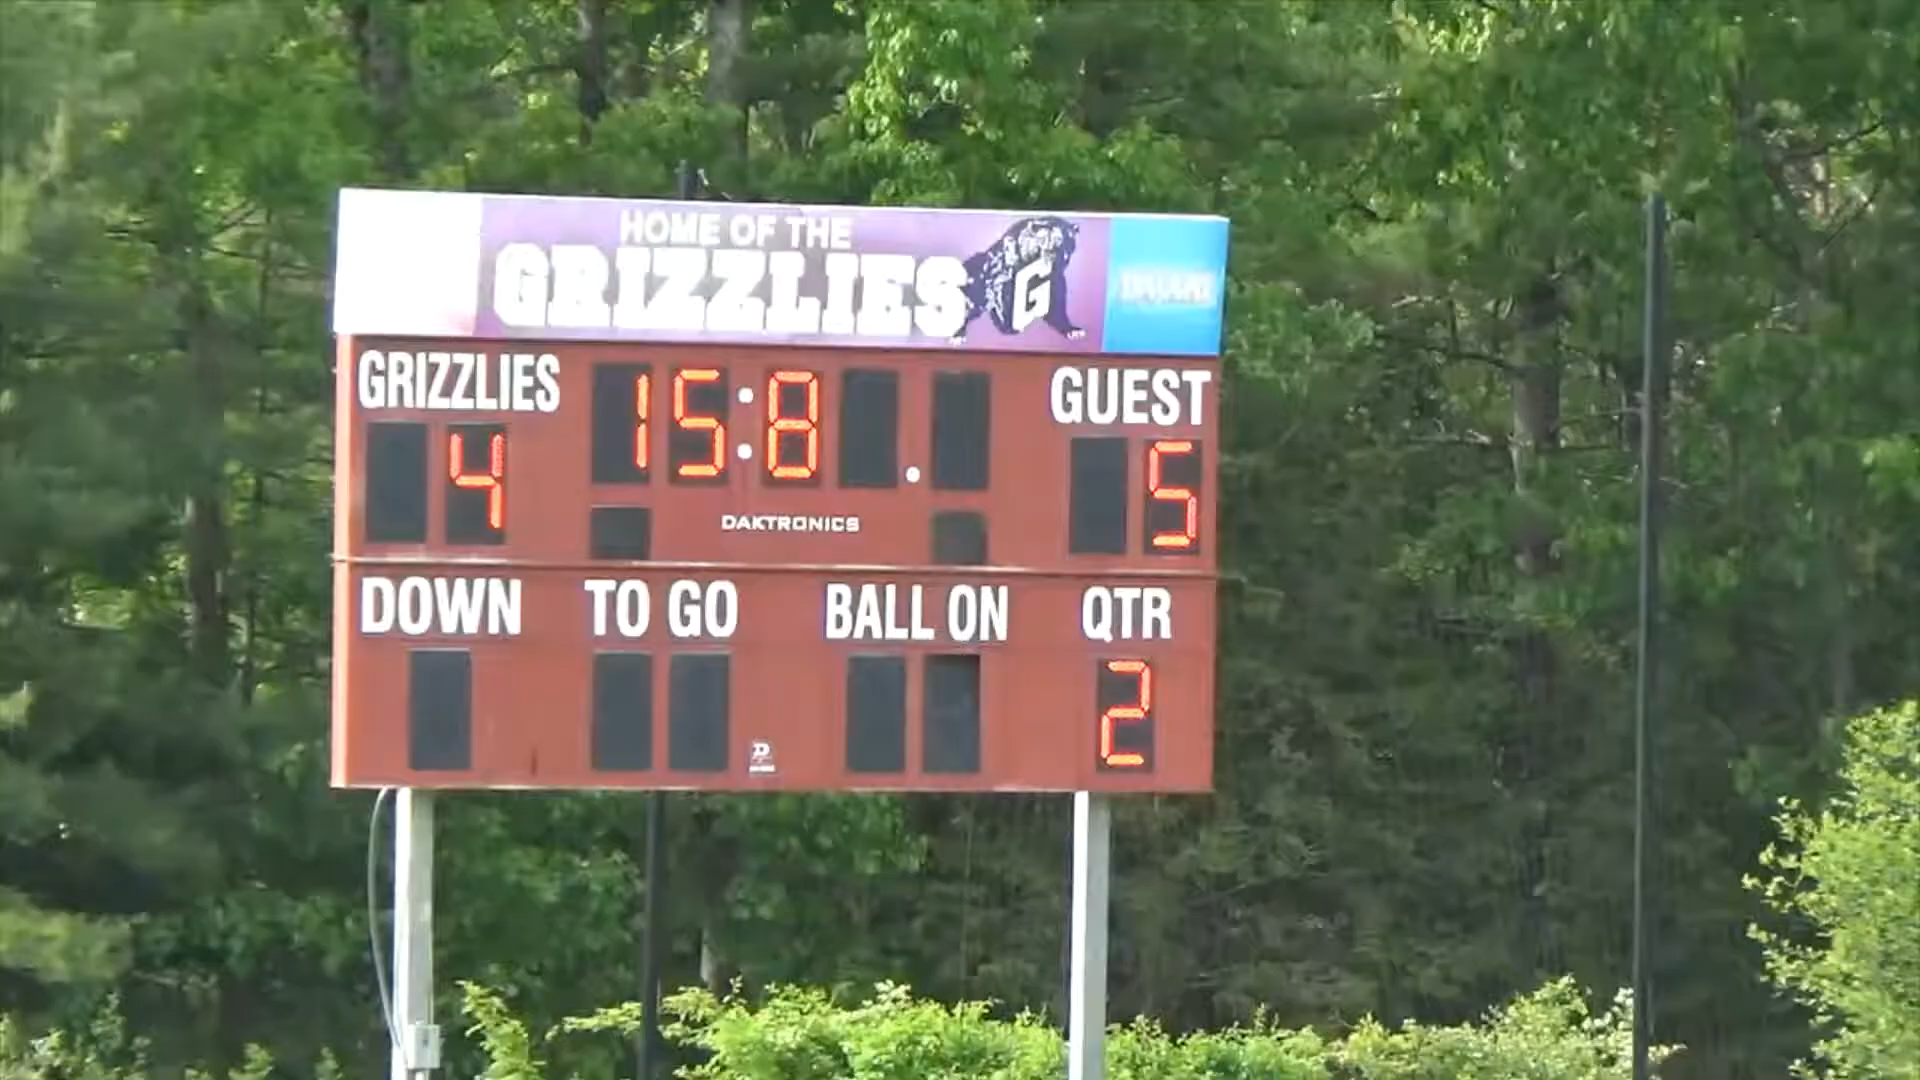 HOME OF THE
GRIZZLIES
G
GRIZZLIES 15:8 . GUEST
4 5
DAKTRONICS
DOWN TO GO BALL ON QTR
2